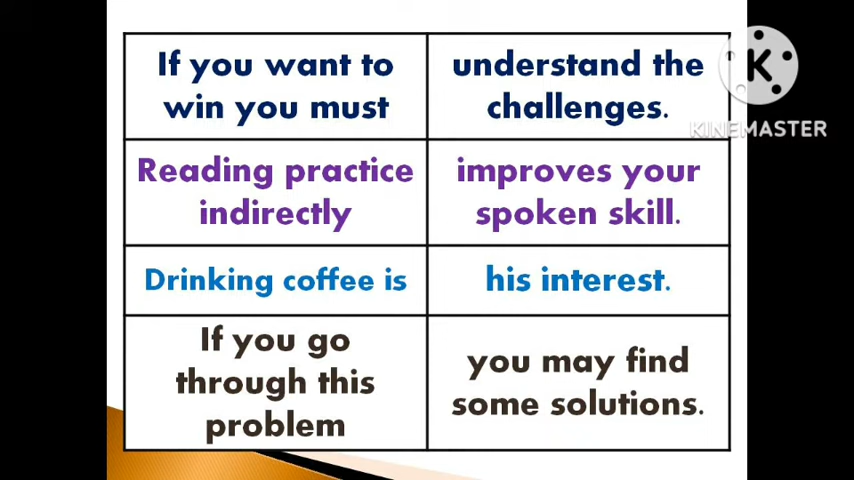 If you want to
win you must
understand the
challenges.
K
KINEMASTER
Reading practice
indirectly
improves your
spoken skill.
Drinking coffee is
his interest.
If you go
through this
problem
you may find
some solutions.